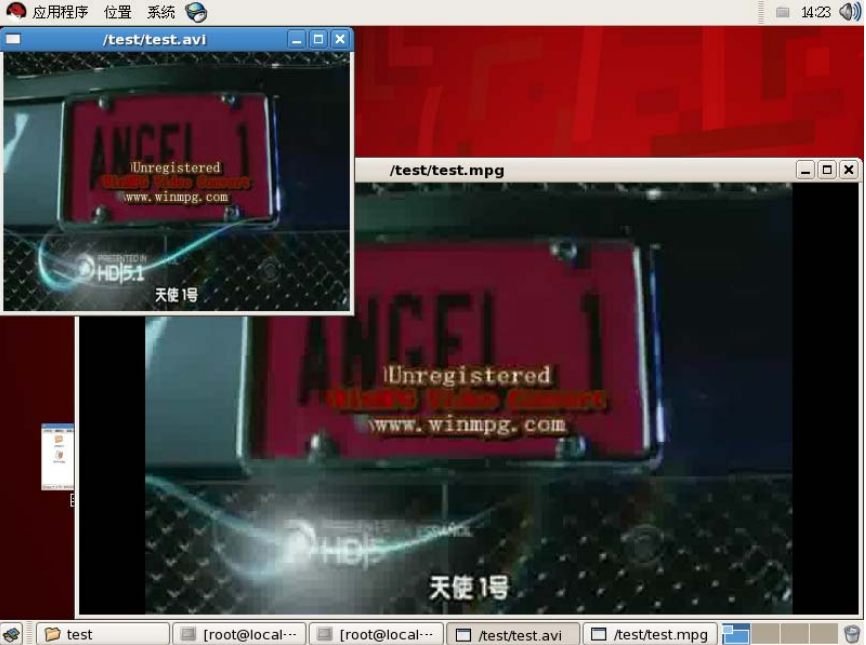 应用程序 位置 系统
14:23
/test/test.avi
ANGEL 1
Unregistered
WinMPG Video Convert
www.winmpg.com
PRESENTED IN
HD 5.1
天使1号
/test/test.mpg
ANGEL 1
Unregistered
WinMPG Video Convert
www.winmpg.com
HD
天使1号
test
[root@local-···
[root@local-···
/test/test.avi
/test/test.mpg